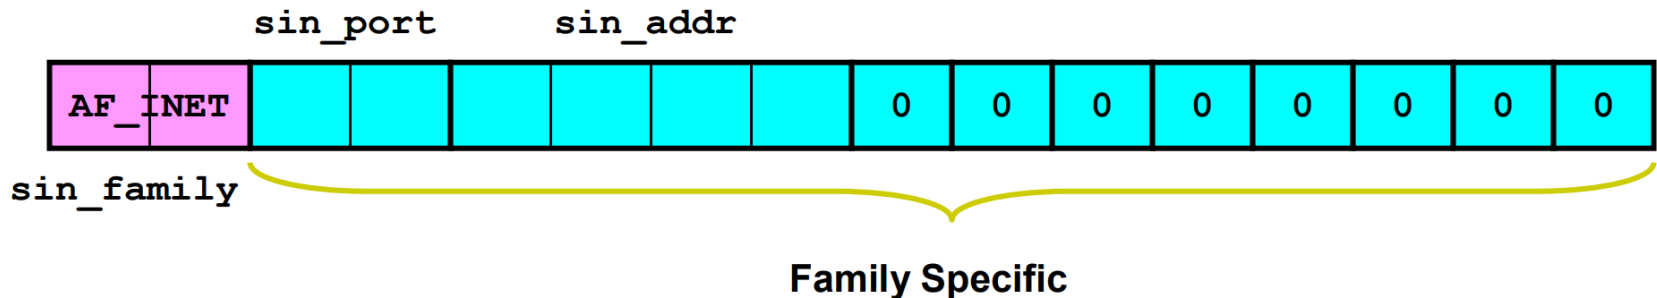 sin_port sin_addr
AF_INET 0 0 0 0 0 0 0 0
sin_family
Family Specific